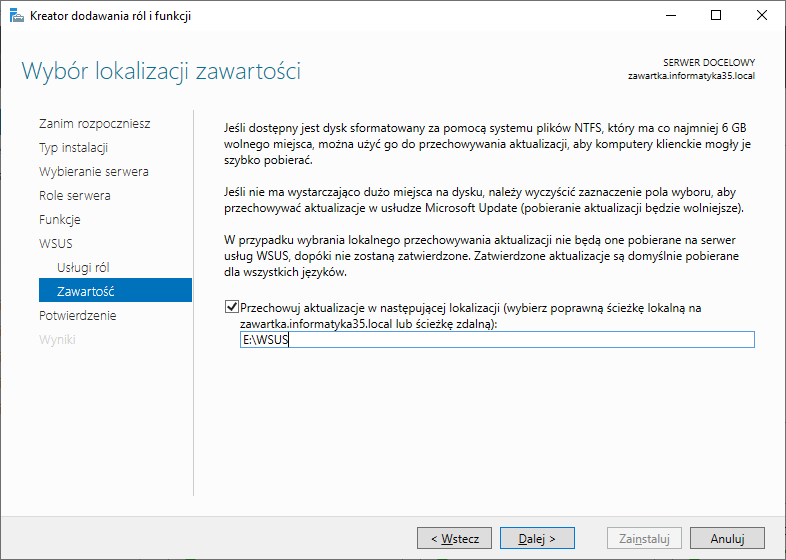 Kreator dodawania ról i funkcji
Wybór lokalizacji zawartości
SERWER DOCELOWY
zawartka.informatyka35.local
Zanim rozpoczniesz
Typ instalacji
Wybieranie serwera
Role serwera
Funkcje
WSUS
Usługi ról
Zawartość
Potwierdzenie
Wyniki
Jeśli dostępny jest dysk sformatowany za pomocą systemu plików NTFS, który ma co najmniej 6 GB
wolnego miejsca, można użyć go do przechowywania aktualizacji, aby komputery klienckie mogły je
szybko pobierać.
Jeśli nie ma wystarczająco dużo miejsca na dysku, należy wyczyścić zaznaczenie pola wyboru, aby
przechowywać aktualizacje w usłudze Microsoft Update (pobieranie aktualizacji będzie wolniejsze).
W przypadku wybrania lokalnego przechowywania aktualizacji nie będą one pobierane na serwer
usług WSUS, dopóki nie zostaną zatwierdzone. Zatwierdzone aktualizacje są domyślnie pobierane
dla wszystkich języków.
Przechowuj aktualizacje w następującej lokalizacji (wybierz poprawną ścieżkę lokalną na
zawartka.informatyka35.local lub ścieżkę zdalną):
E:\WSUS
< Wstecz
Dalej >
Zainstaluj
Anuluj